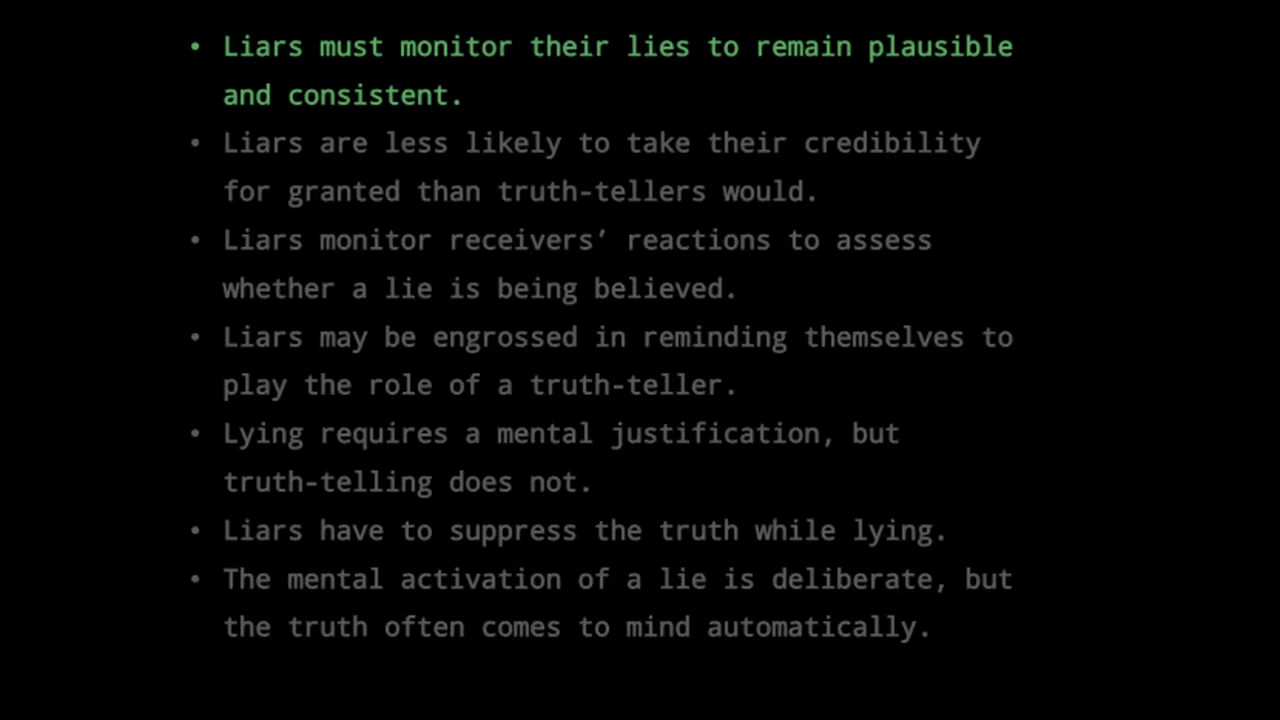 • Liars must monitor their lies to remain plausible
and consistent.
• Liars are less likely to take their credibility
for granted than truth-tellers would.
• Liars monitor receivers’ reactions to assess
whether a lie is being believed.
• Liars may be engrossed in reminding themselves to
play the role of a truth-teller.
• Lying requires a mental justification, but
truth-telling does not.
• Liars have to suppress the truth while lying.
• The mental activation of a lie is deliberate, but
the truth often comes to mind automatically.